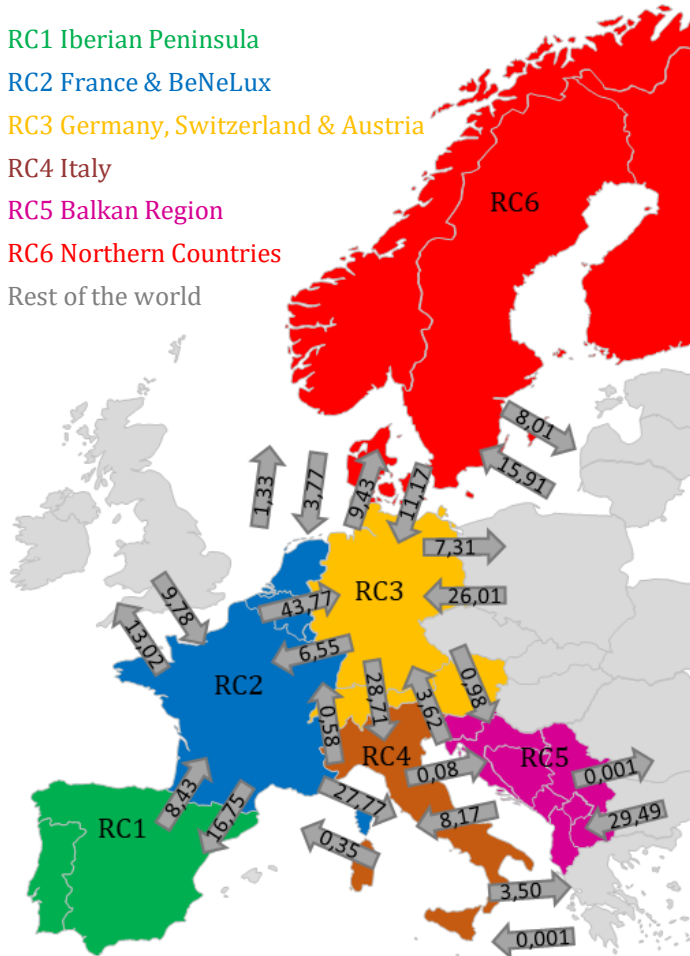 RC1 Iberian Peninsula
RC2 France & BeNeLux
RC3 Germany, Switzerland & Austria
RC4 Italy
RC5 Balkan Region
RC6 Northern Countries
Rest of the world
RC6
8,01
15,91
1,33
3,77
9,43
11,17
7,31
26,01
RC3
43,77
9,78
13,02
6,55
RC2
28,71
3,62
0,98
0,58
RC4
RC5
0,08
0,001
27,77
8,43
16,75
RC1
8,17
29,49
0,35
3,50
0,001